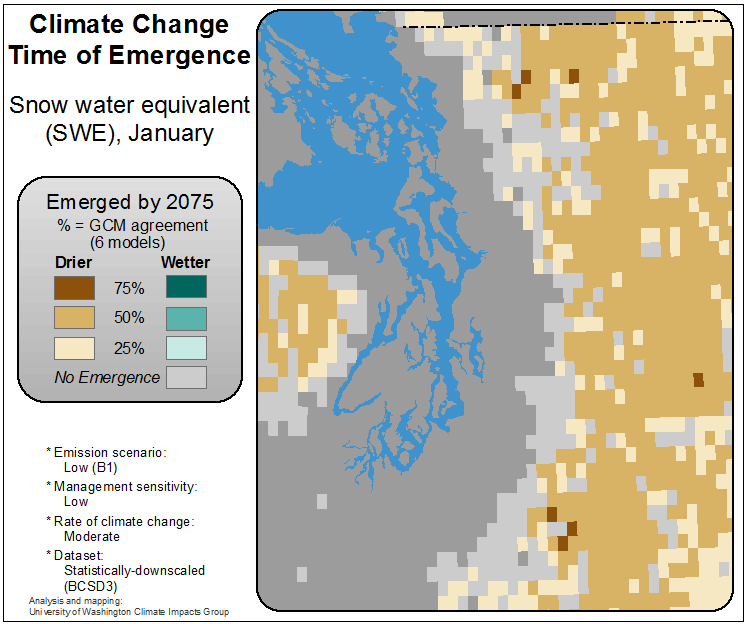 Climate Change
Time of Emergence
Snow water equivalent
(SWE), January
Emerged by 2075
% = GCM agreement
(6 models)
Drier Wetter
75%
50%
25%
No Emergence
* Emission scenario:
Low (B1)
* Management sensitivity:
Low
* Rate of climate change:
Moderate
* Dataset:
Statistically-downscaled
(BCSD3)
Analysis and mapping:
University of Washington Climate Impacts Group